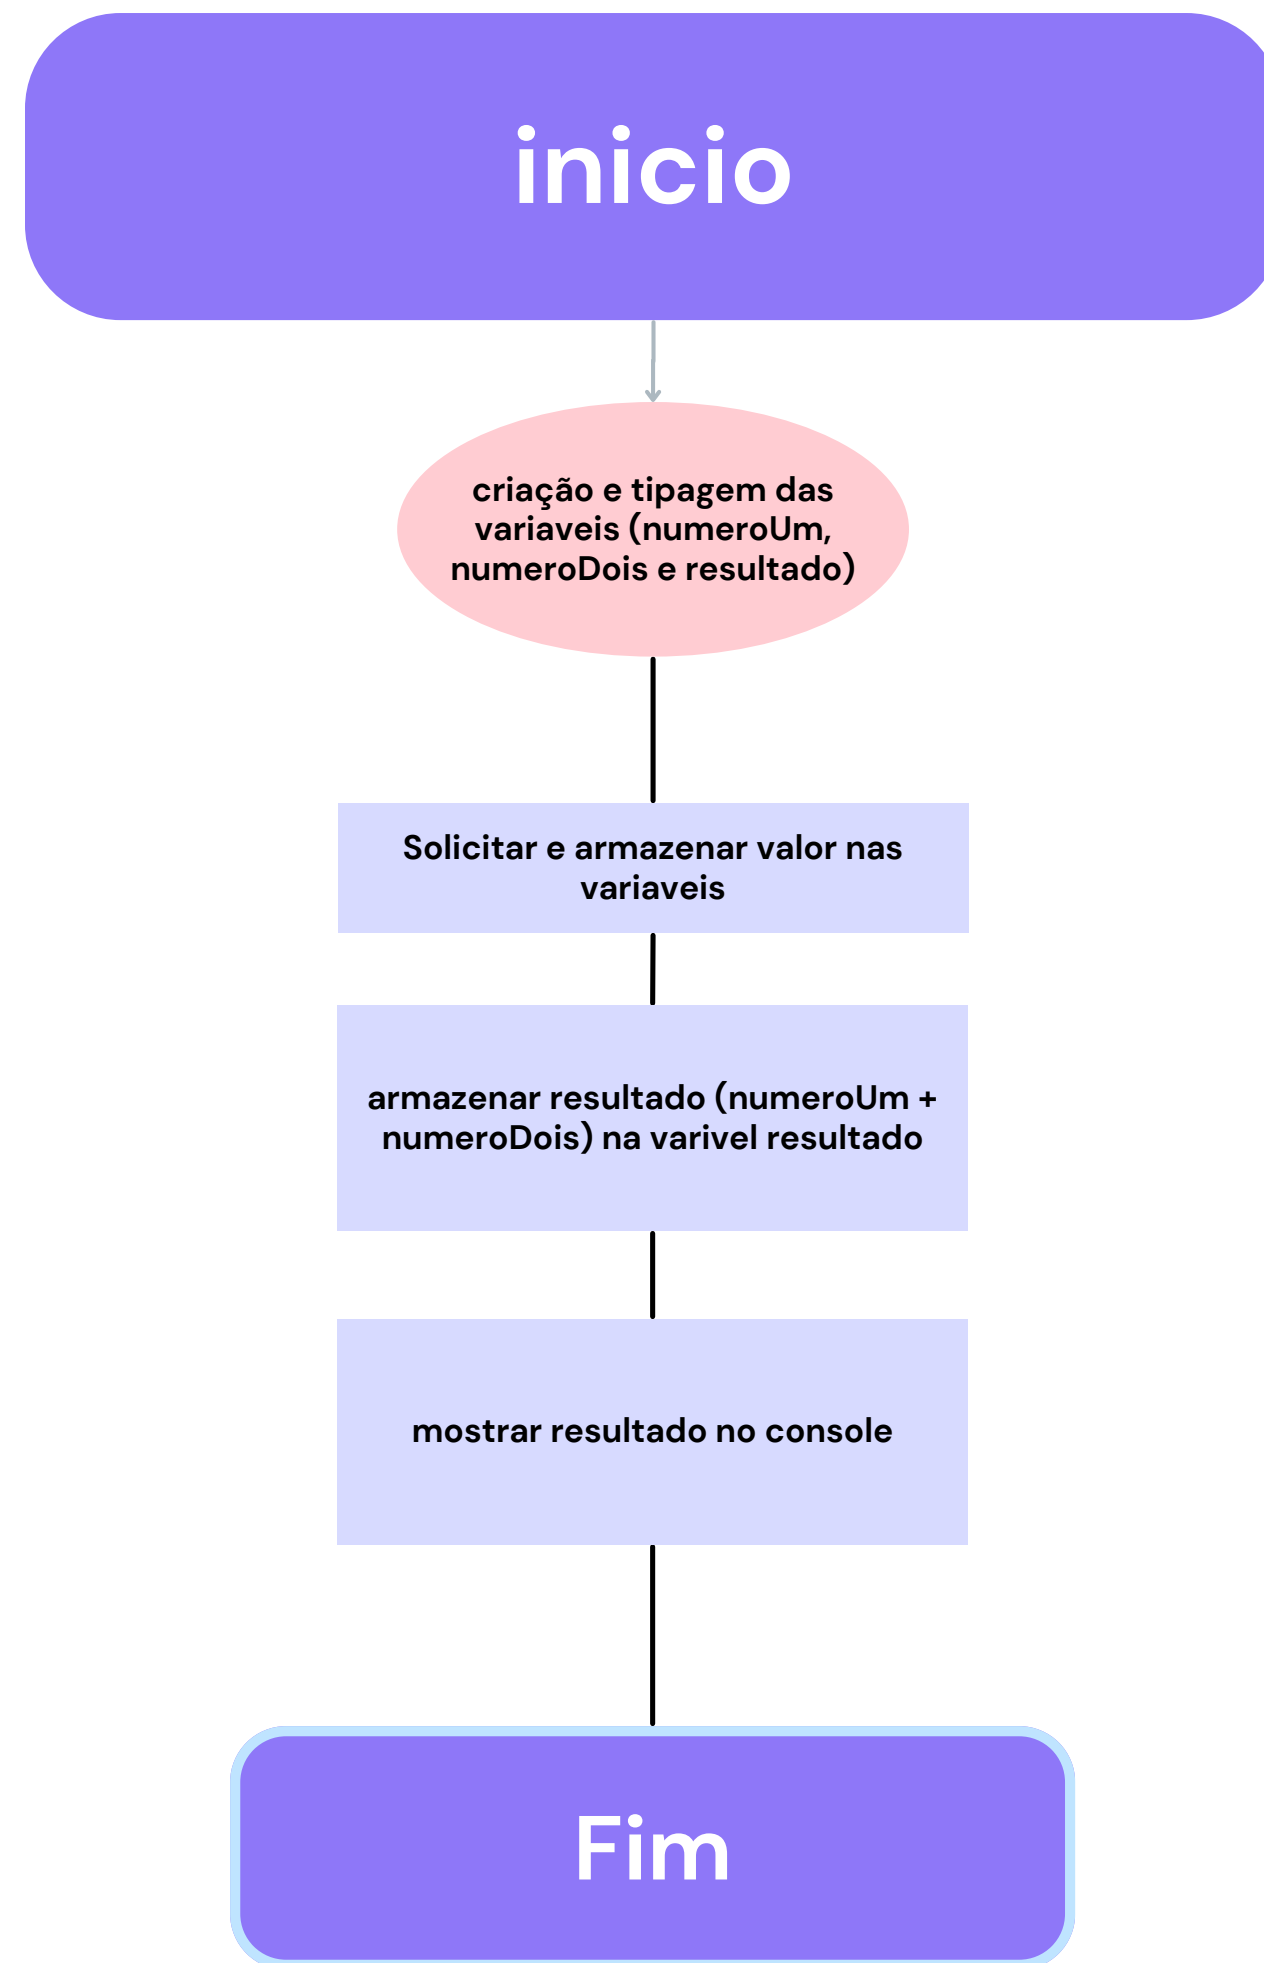 inicio
criação e tipagem das
variaveis (numeroUm,
numeroDois e resultado)
Solicitar e armazenar valor nas
variaveis
armazenar resultado (numeroUm +
numeroDois) na varivel resultado
mostrar resultado no console
Fim